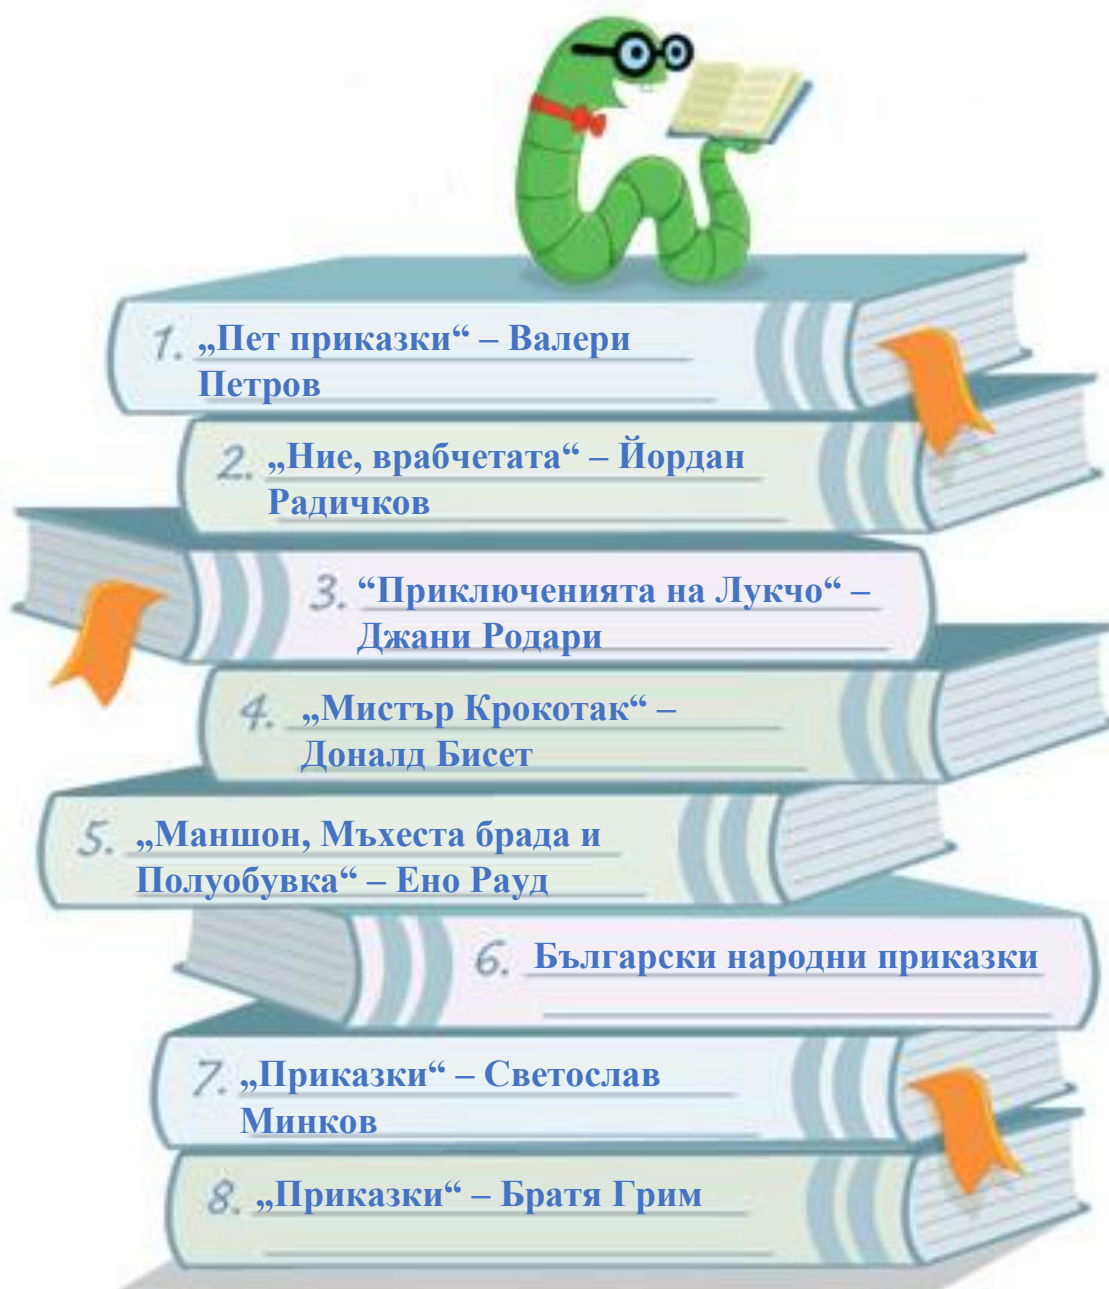 1. „Пет приказки“ – Валери
Петров
2. „Ние, врабчетата“ – Йордан
Радичков
3. “Приключенията на Лукчо“ –
Джани Родари
4. „Мистър Крокотак“ –
Доналд Бисет
5. „Маншон, Мъхеста брада и
Полуобувка“ – Ено Рауд
6. Български народни приказки
7. „Приказки“ – Светослав
Минков
8. „Приказки“ – Братя Грим